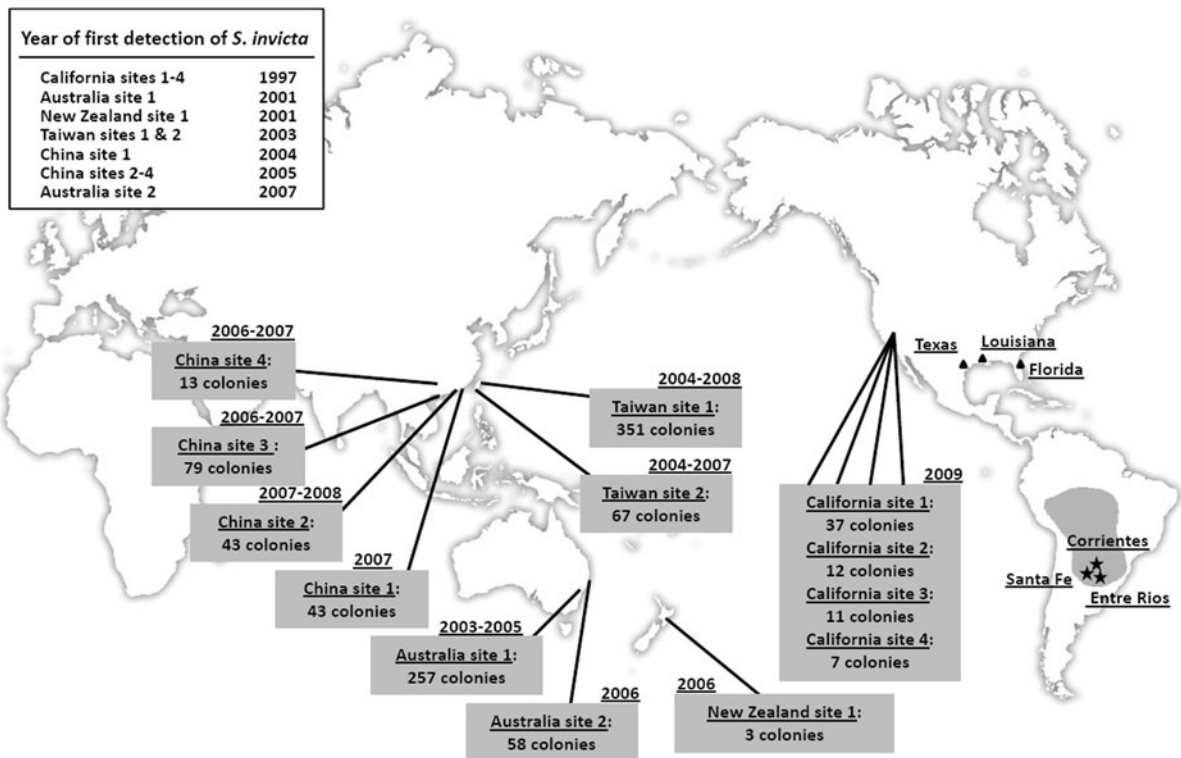 Year of first detection of S. invicta
California sites 1-4 1997
Australia site 1 2001
New Zealand site 1 2001
Taiwan sites 1 & 2 2003
China site 1 2004
China sites 2-4 2005
Australia site 2 2007
2006-2007
China site 4:
13 colonies
2006-2007
China site 3 :
79 colonies
2007-2008
China site 2:
43 colonies
2007
China site 1:
43 colonies
2003-2005
Australia site 1:
257 colonies
2006
Australia site 2:
58 colonies
2004-2008
Taiwan site 1:
351 colonies
2004-2007
Taiwan site 2:
67 colonies
2006
New Zealand site 1:
3 colonies
2009
California site 1:
37 colonies
California site 2:
12 colonies
California site 3:
11 colonies
California site 4:
7 colonies
Texas
Louisiana
Florida
Corrientes
Santa Fe
Entre Rios